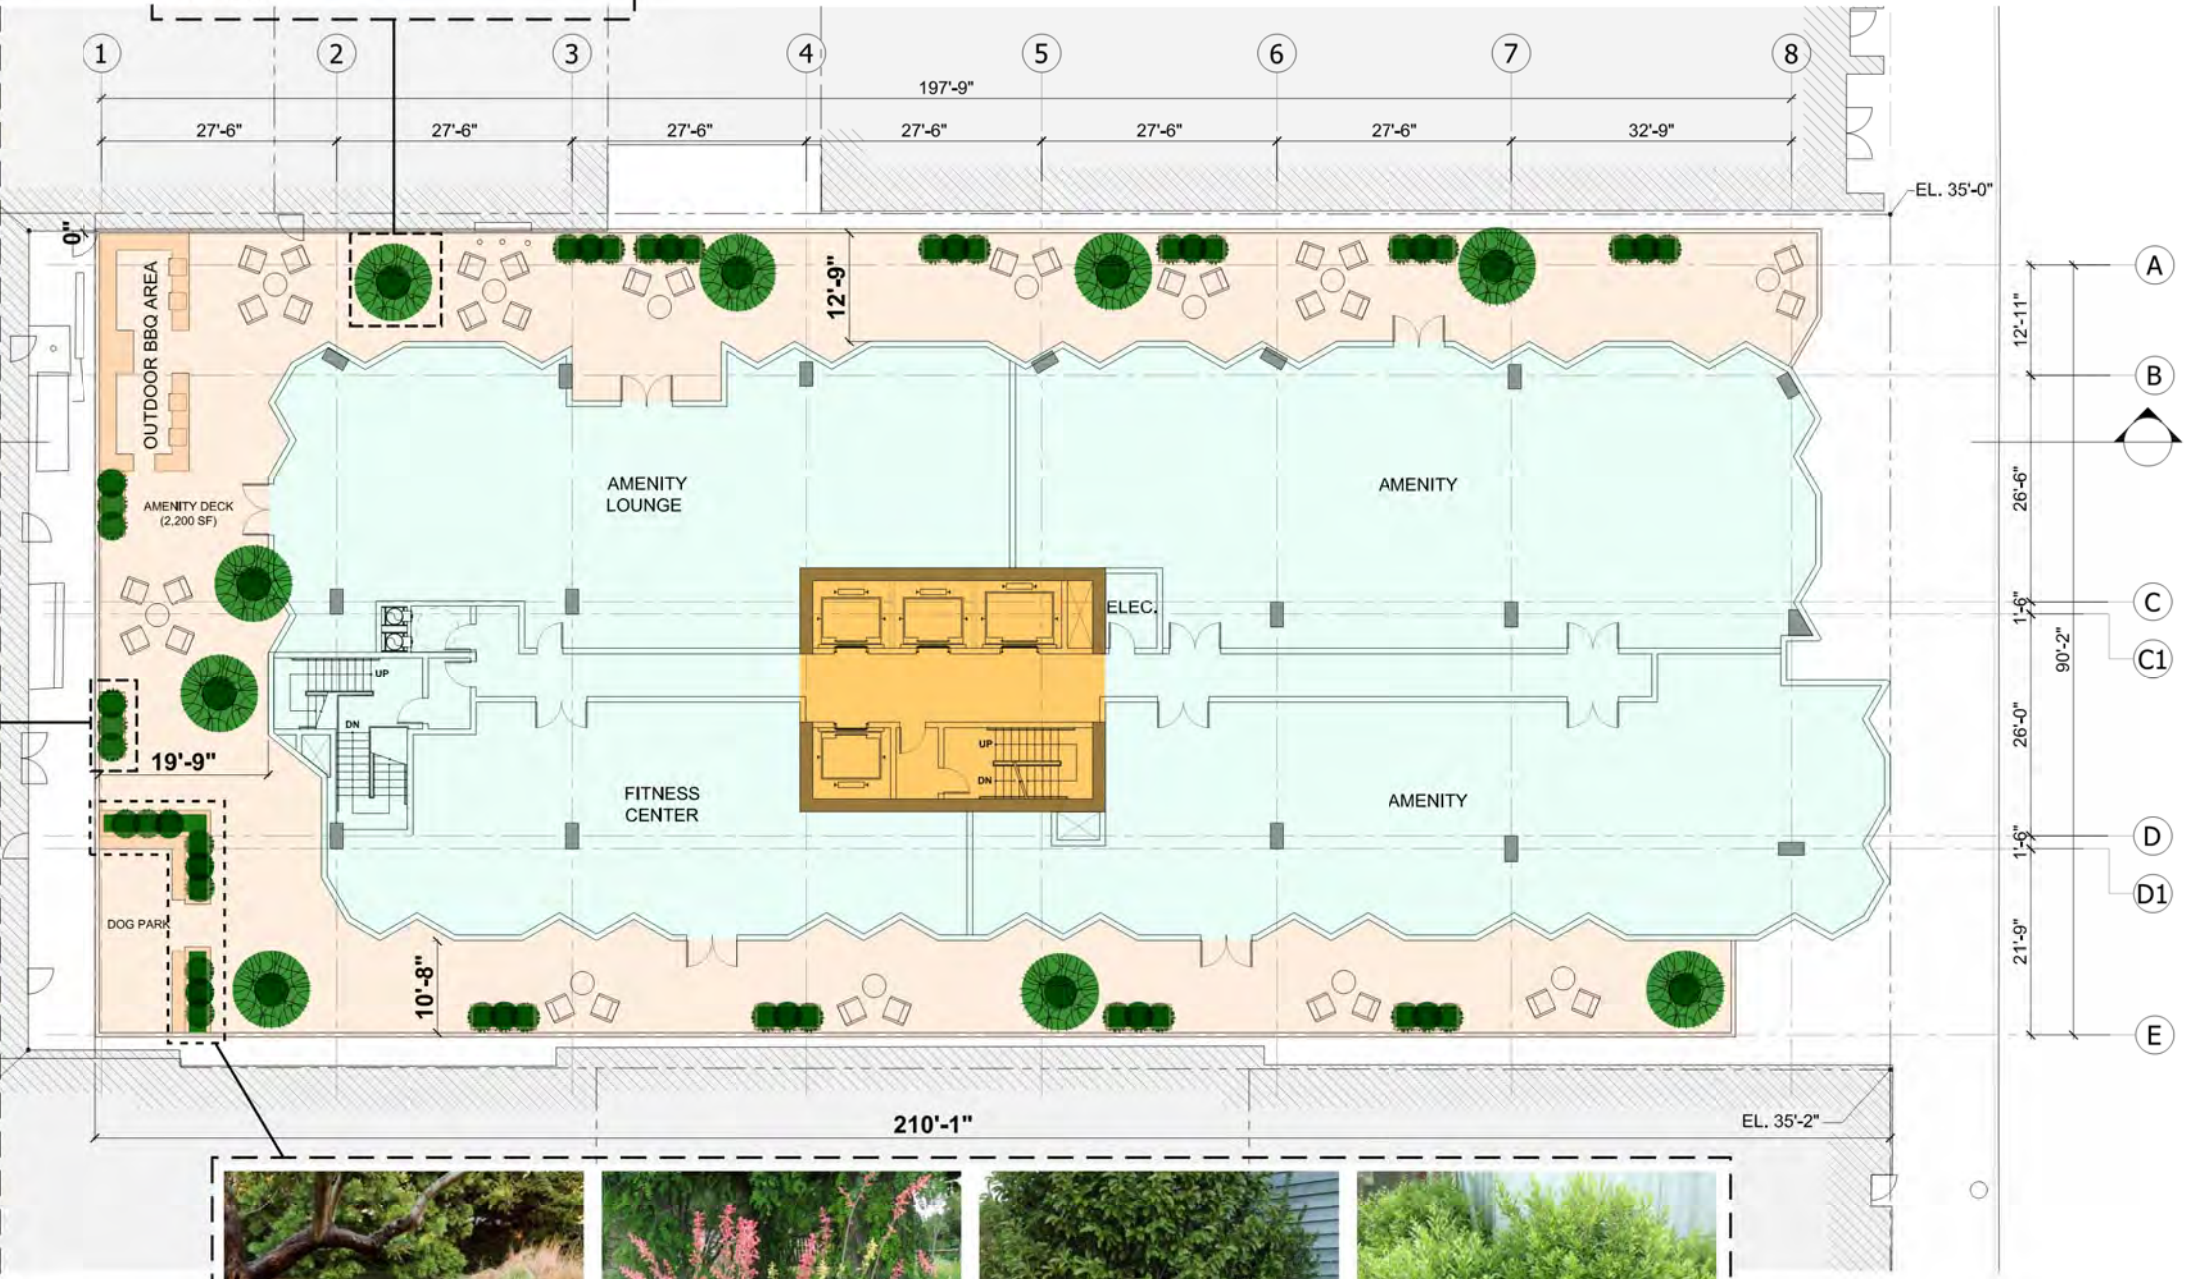 1 2 3 4 5 6 7 8
197'-9"
27'-6" 27'-6" 27'-6" 27'-6" 27'-6" 27'-6" 32'-9"
EL. 35'-0"
0"
OUTDOOR BBQ AREA
12'-9"
A
12'-11"
B
AMENITY
LOUNGE
AMENITY
26'-6"
AMENITY DECK
(2,200 SF)
ELEC.
C
1'-6"
C1
90'-2"
UP
DN
26'-0"
19'-9"
UP
DN
FITNESS
CENTER
AMENITY
D
1'-6"
D1
DOG PARK
21'-9"
10'-8"
E
210'-1"
EL. 35'-2"